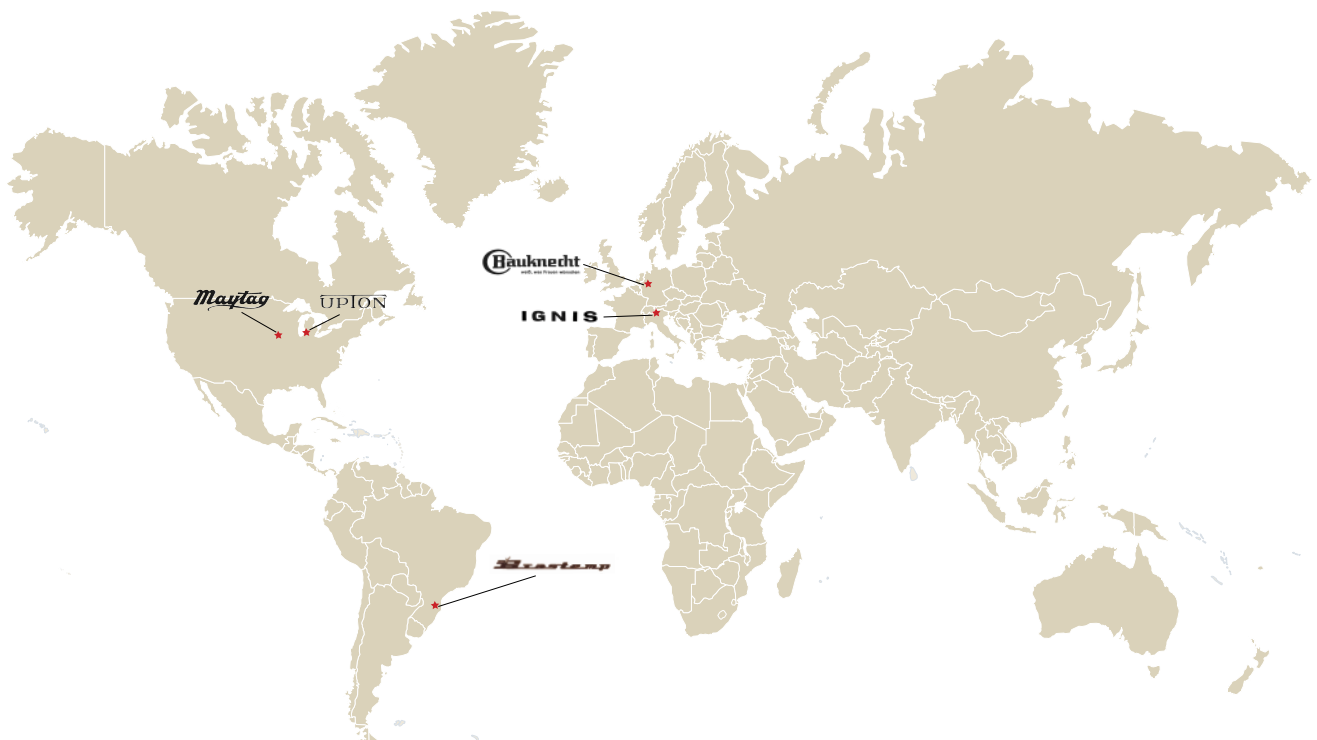 Bauknecht
weiß, was Frauen wünschen
Maytag
UPTON
IGNIS
Brastemp